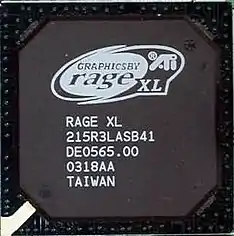 GRAPHICS BY
rage ® ATi
XL
RAGE XL
215R3LASB41
DE0565.00
0318AA
TAIWAN